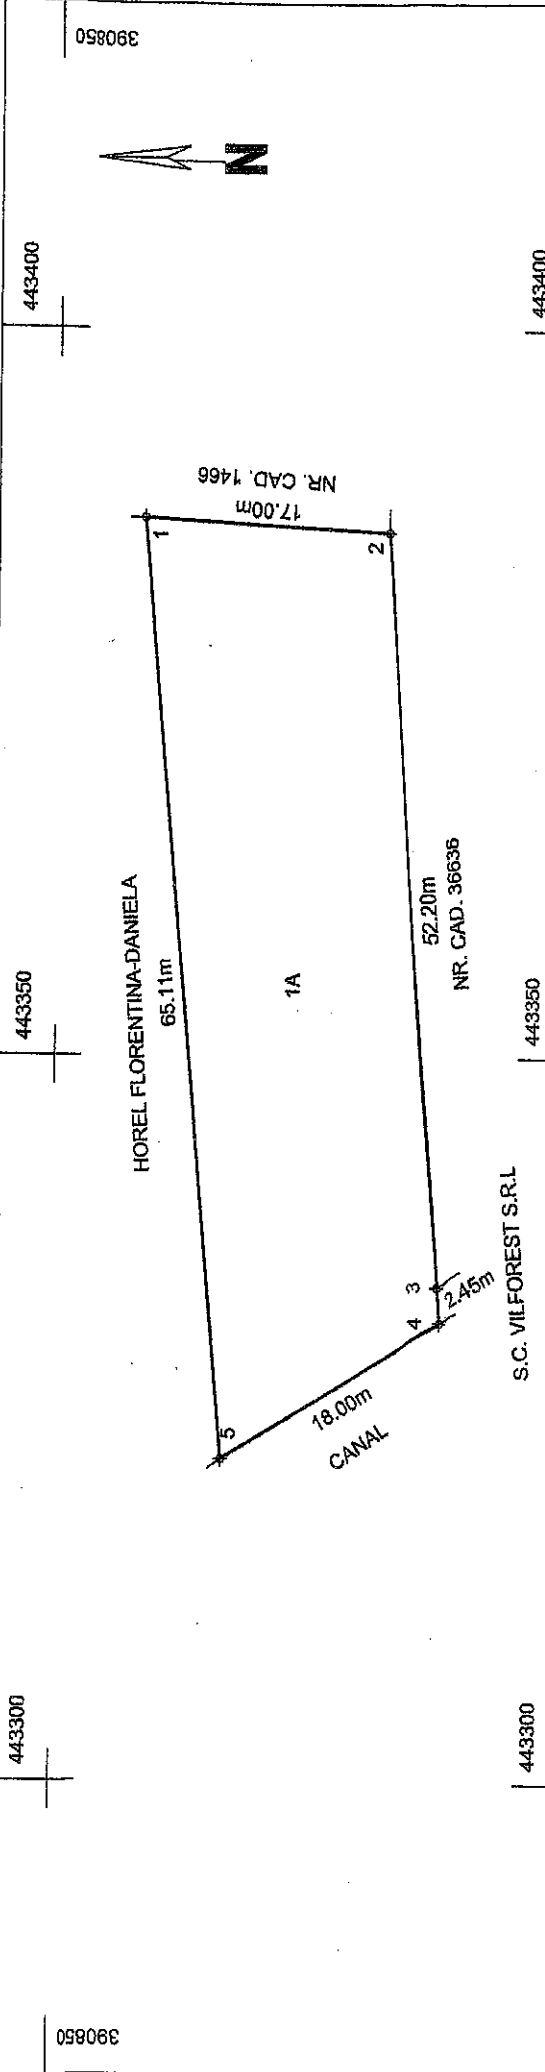 390850
N
443400
443400
NR. CAD. 1466
17.00m
1
2
HOREL FLORENTINA-DANIELA
65.11m
1A
52.20m
NR. CAD. 36636
443350
443350
3
4
2.45m
S.C. VILFOREST S.R.L
5
18.00m
CANAL
443300
443300
390850